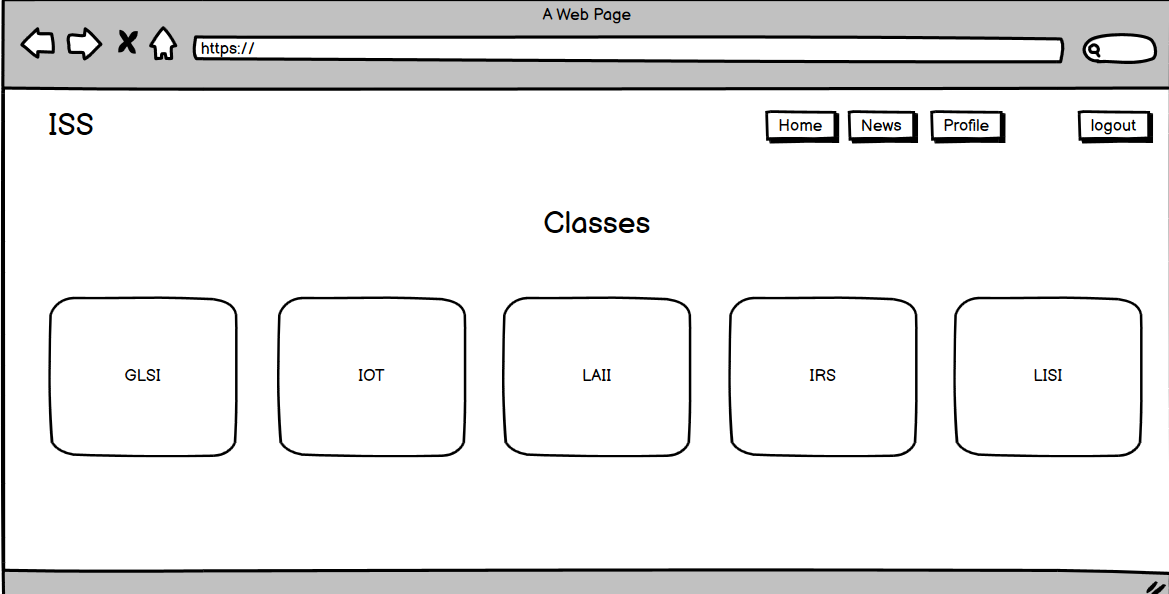 A Web Page
https://
ISS
Home News Profile logout
Classes
GLSI IOT LAII IRS LISI